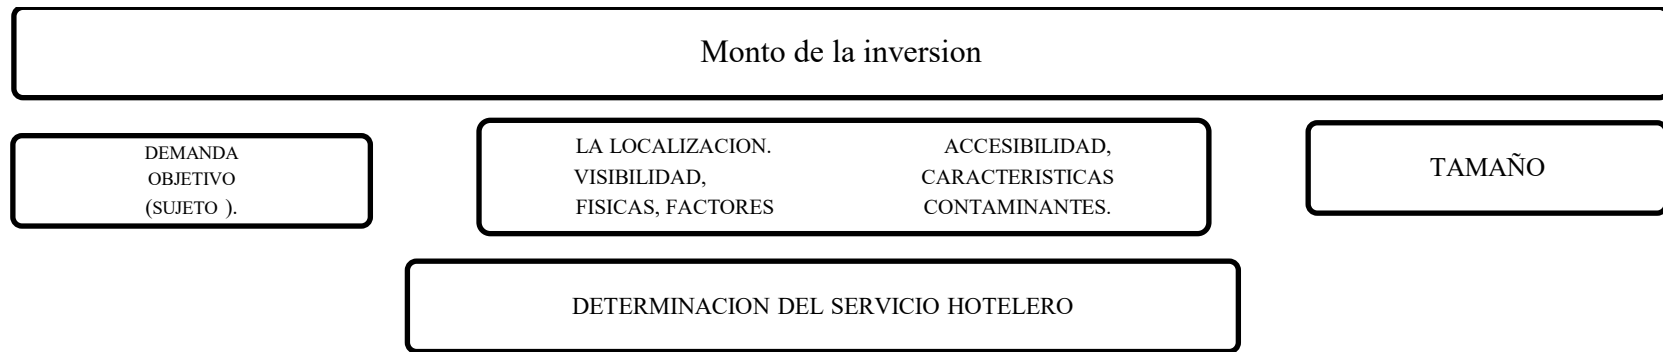 Monto de la inversion
DEMANDA
OBJETIVO
(SUJETO ).
LA LOCALIZACION. ACCESIBILIDAD,
VISIBILIDAD, CARACTERISTICAS
FISICAS, FACTORES CONTAMINANTES.
TAMAÑO
DETERMINACION DEL SERVICIO HOTELERO